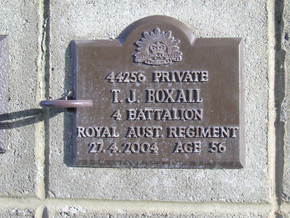 44256 PRIVATE
T. J. BOXALL
4 BATTALION
ROYAL AUST. REGIMENT
27.4.2004 AGE 56